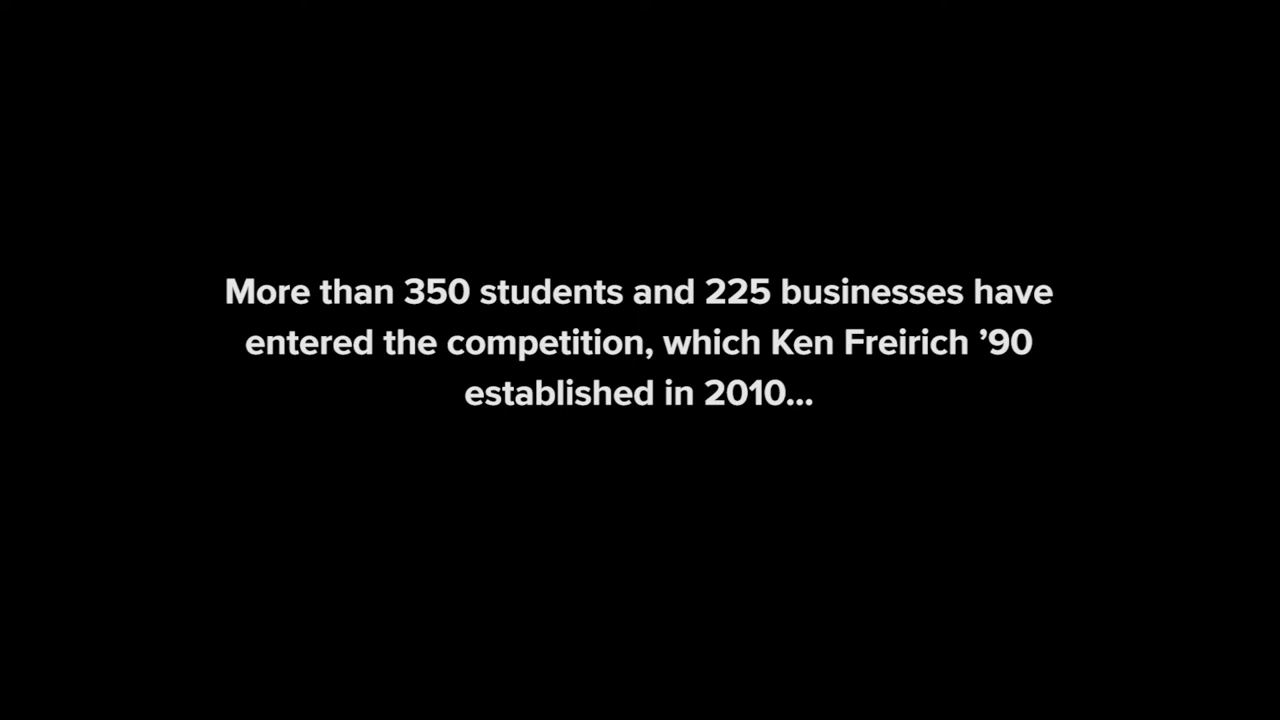 More than 350 students and 225 businesses have
entered the competition, which Ken Freirich ’90
established in 2010...